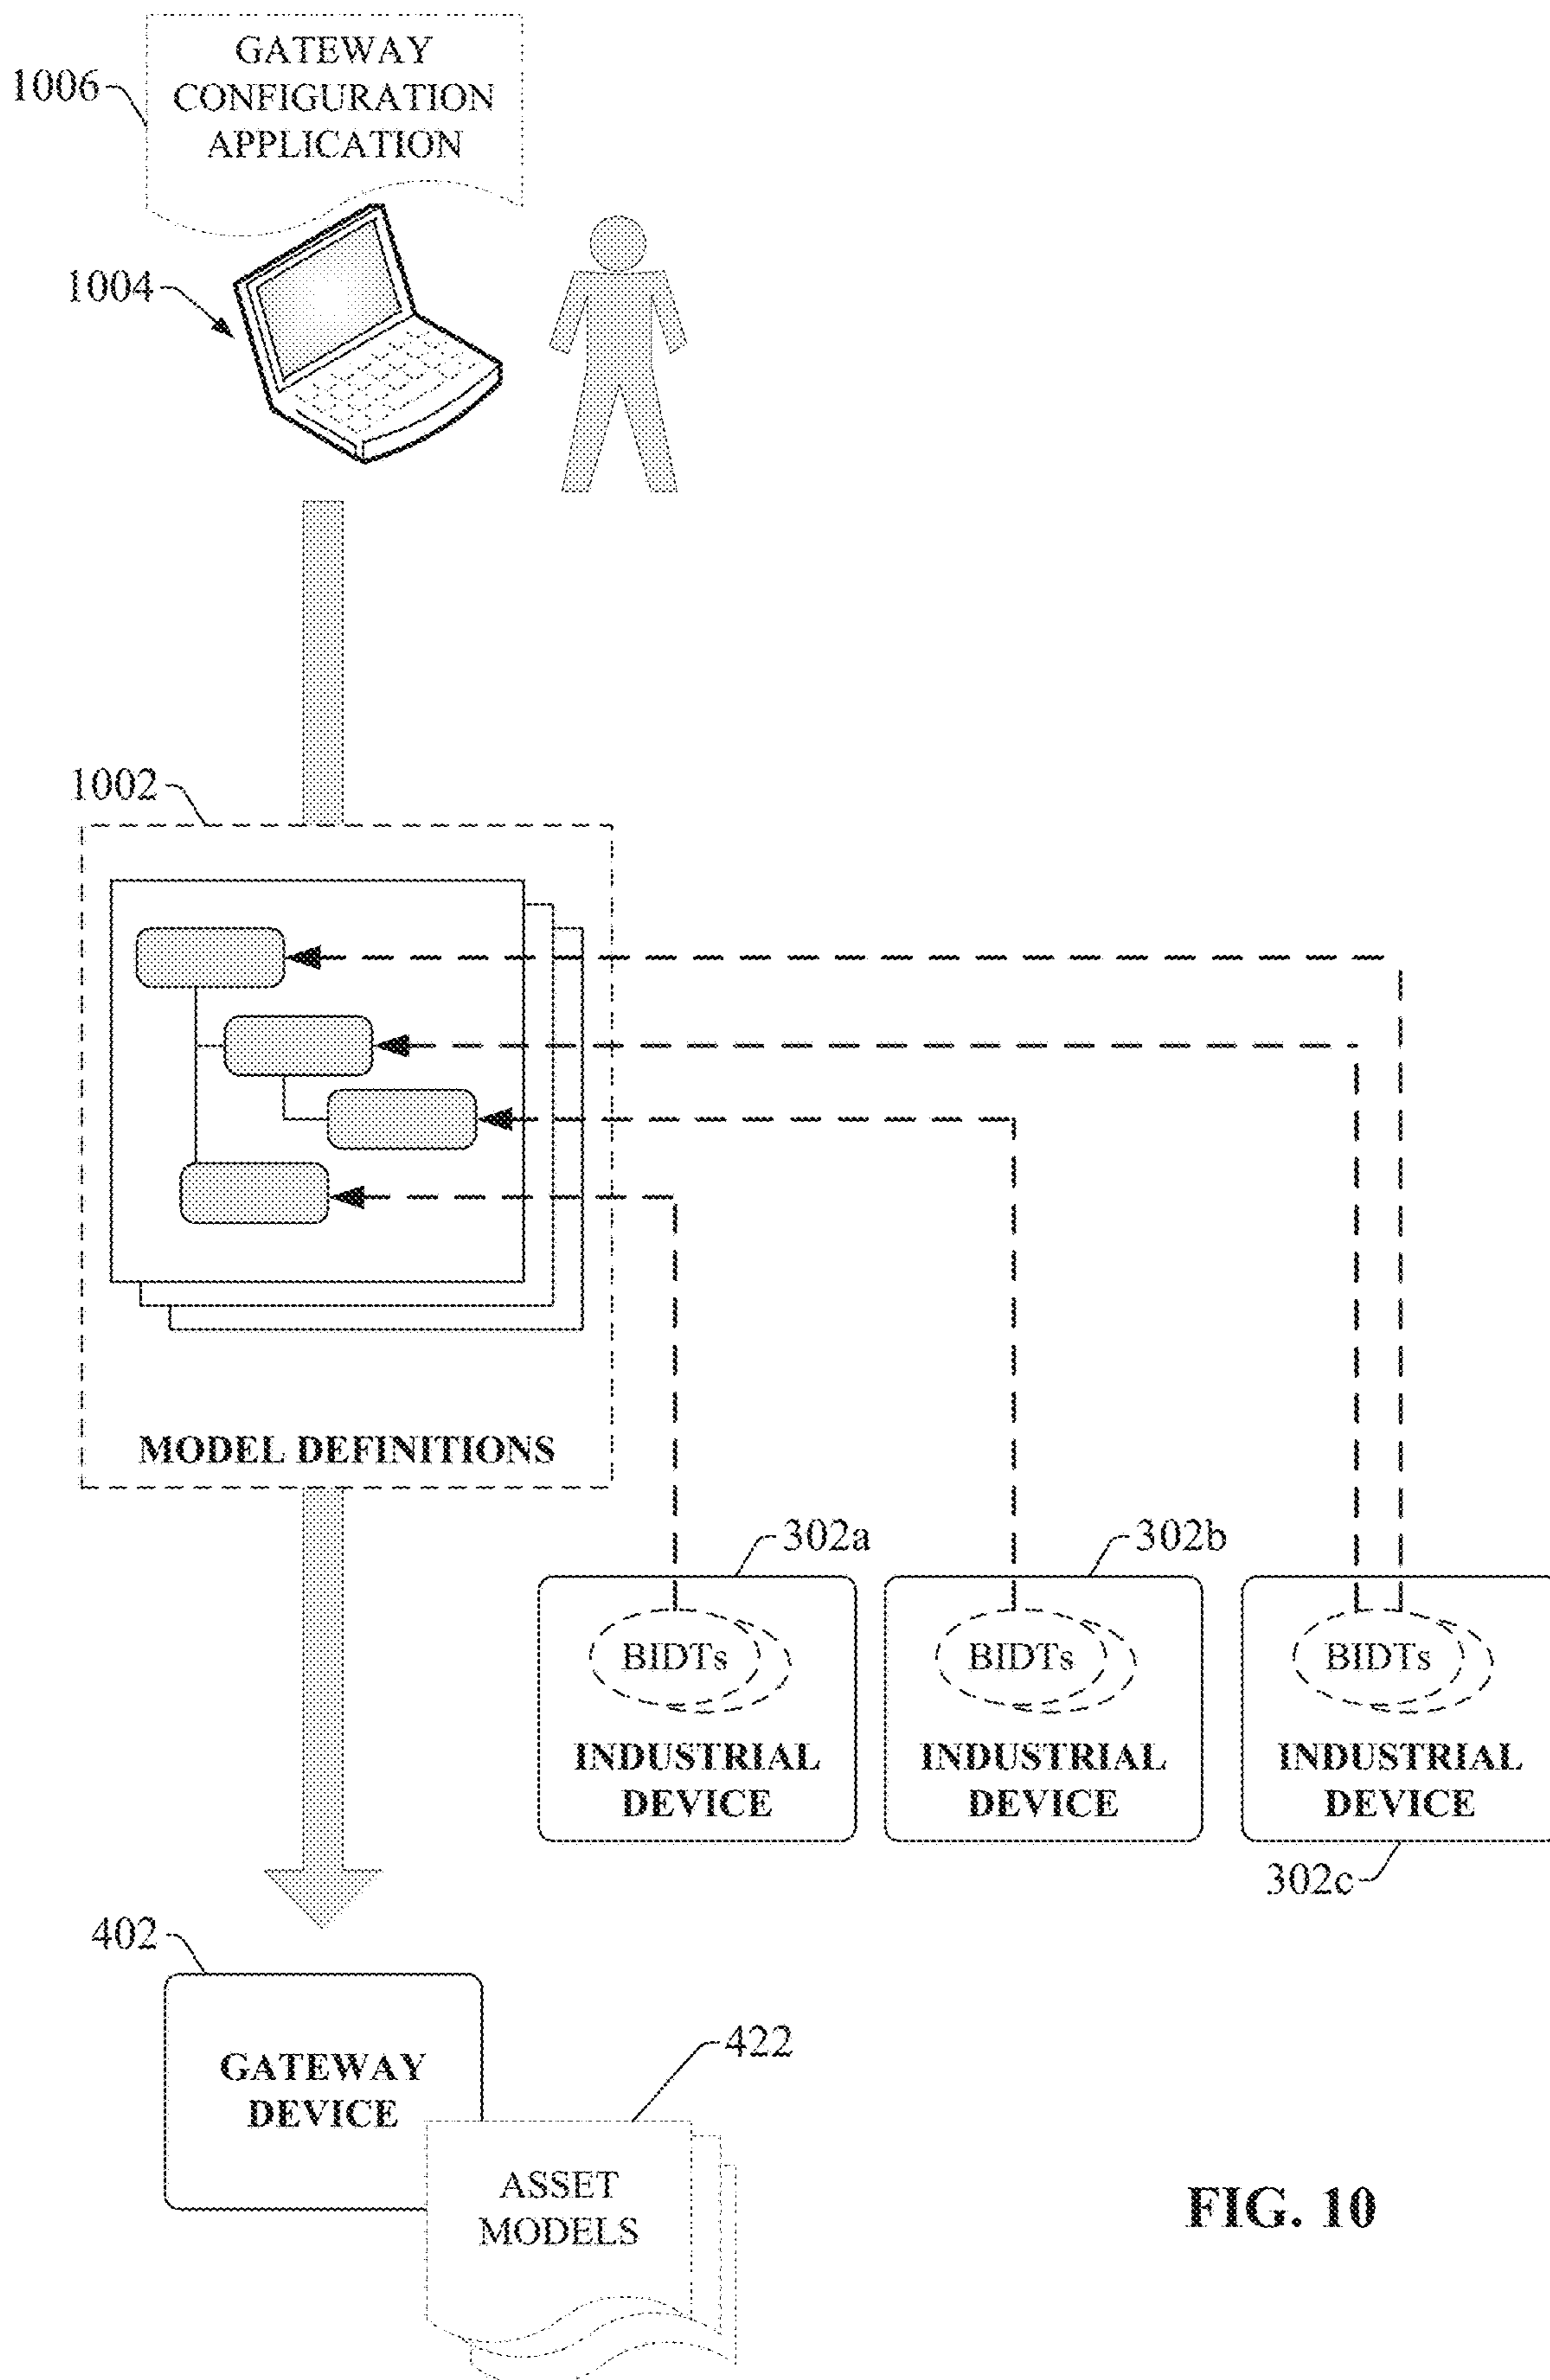 GATEWAY
CONFIGURATION
APPLICATION
1006
1004
1002
MODEL DEFINITIONS
302a
302b
BIDTs
BIDTs
BIDTs
INDUSTRIAL
DEVICE
INDUSTRIAL
DEVICE
INDUSTRIAL
DEVICE
302c
402
GATEWAY
DEVICE
422
ASSET
MODELS
FIG. 10